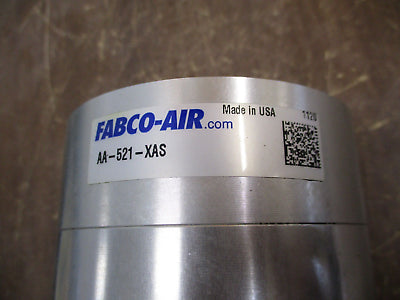 FABCO-AIR.com
Made in USA
1120
AA-521-XAS